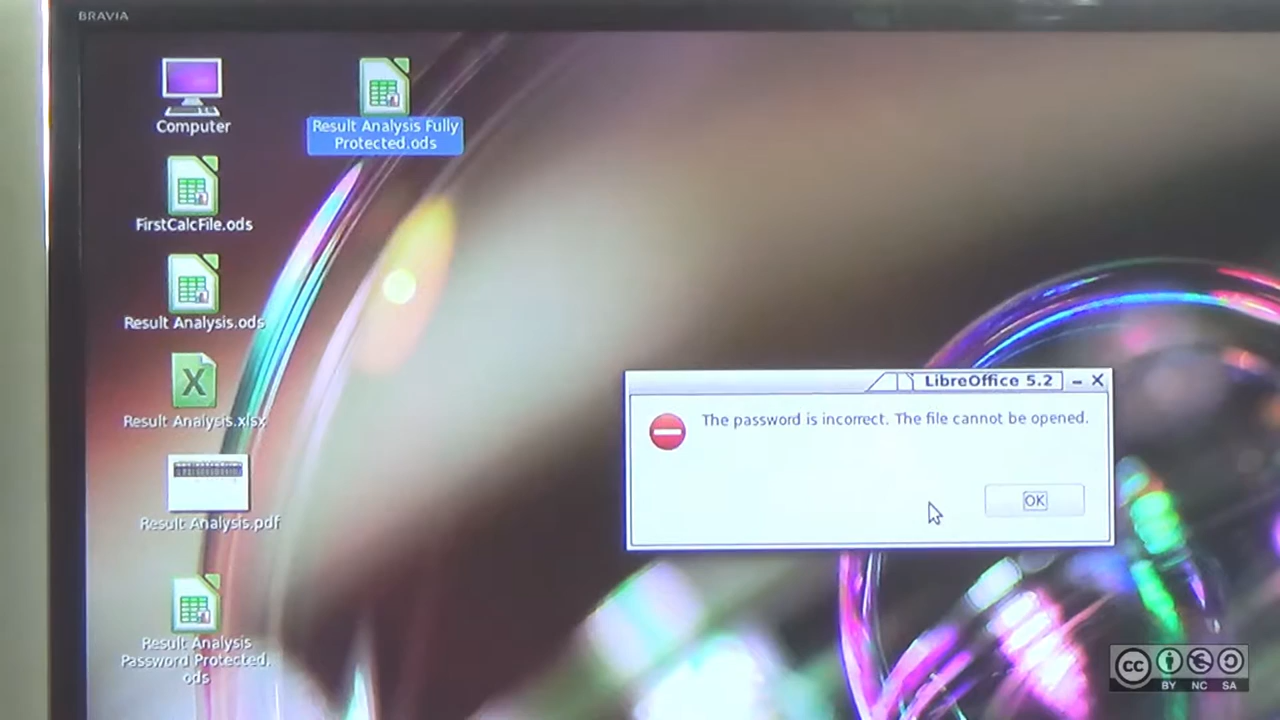 BRAVIA
Computer
Result Analysis Fully
Protected.ods
FirstCalcFile.ods
Result Analysis.ods
X
Result Analysis.xlsx
Result Analysis.pdf
Result Analysis
Password Protected.
ods
LibreOffice 5.2
The password is incorrect. The file cannot be opened.
OK
cc
BY NC SA